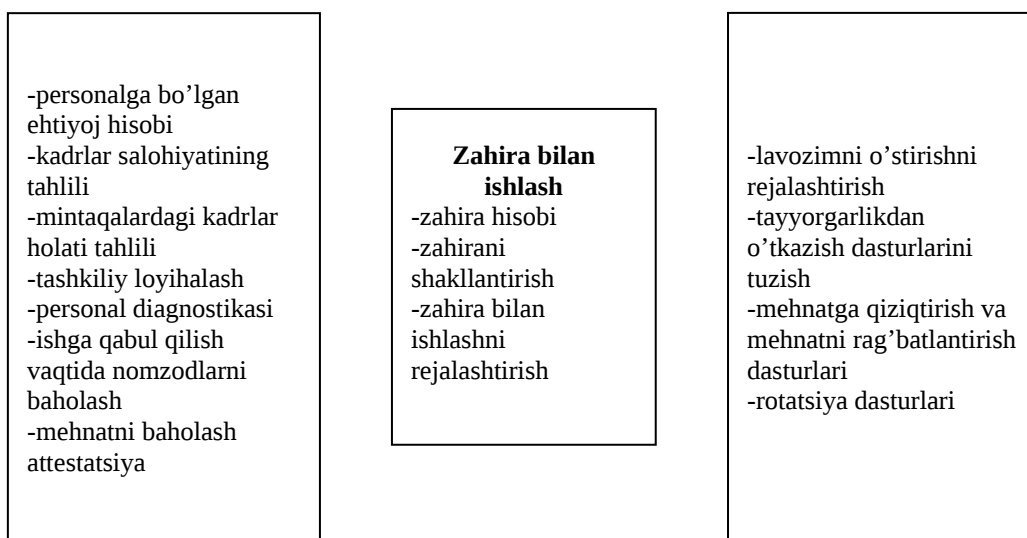 -personalga bo’lgan
ehtiyoj hisobi
-kadrlar salohiyatining
tahlili
-mintaqalardagi kadrlar
holati tahlili
-tashkiliy loyihalash
-personal diagnostikasi
-ishga qabul qilish
vaqtida nomzodlarni
baholash
-mehnatni baholash
attestatsiya
Zahira bilan
ishlash
-zahira hisobi
-zahirani
shakllantirish
-zahira bilan
ishlashni
rejalashtirish
-lavozimni o’stirishni
rejalashtirish
-tayyorgarlikdan
o’tkazish dasturlarini
tuzish
-mehnatga qiziqtirish va
mehnatni rag’batlantirish
dasturlari
-rotatsiya dasturlari